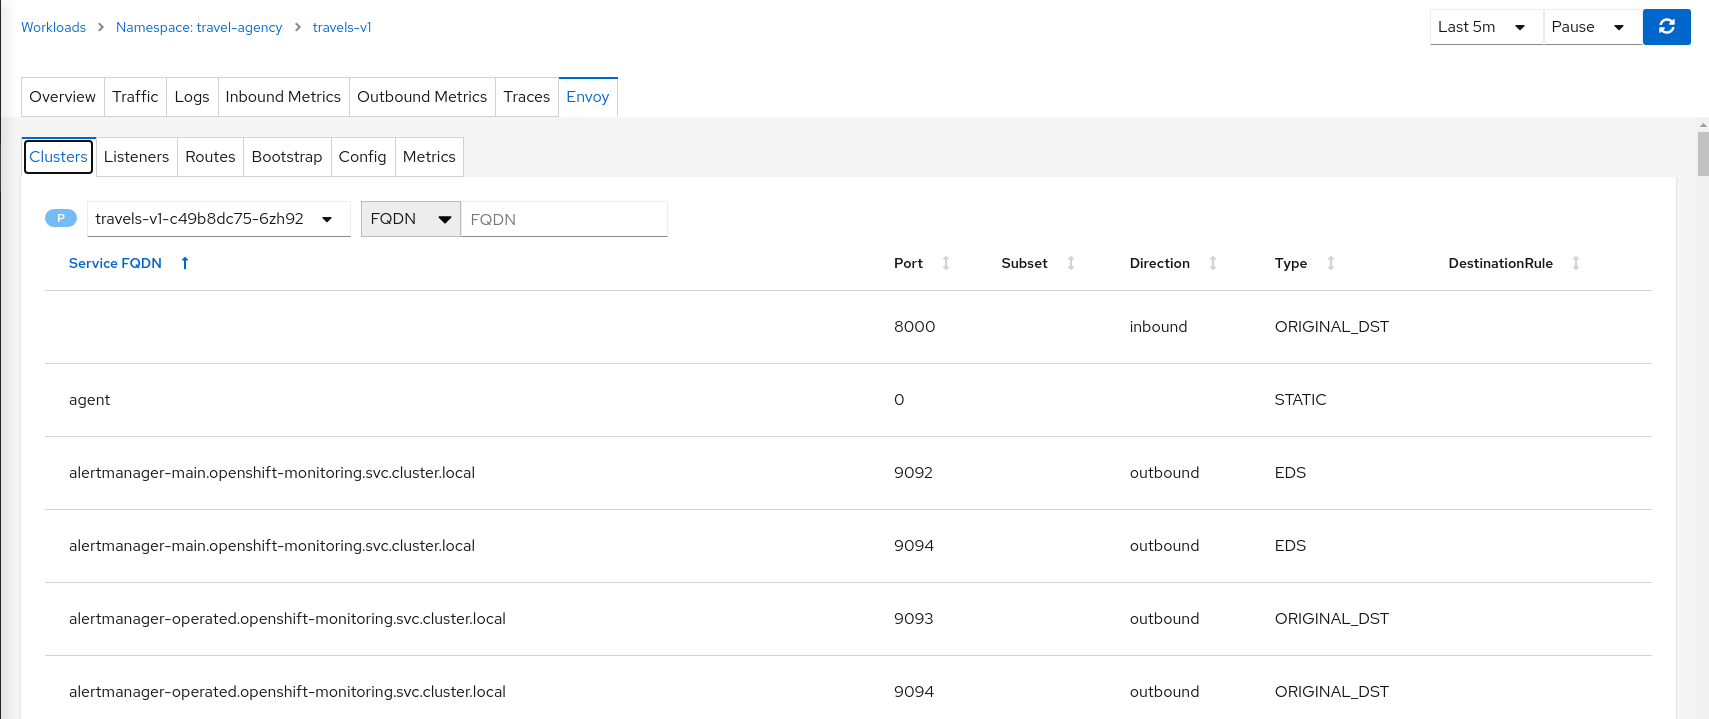 Workloads > Namespace: travel-agency > travels-v1
Last 5m Pause
Overview Traffic Logs Inbound Metrics Outbound Metrics Traces Envoy
Clusters Listeners Routes Bootstrap Config Metrics
P travels-v1-c49b8dc75-6zh92 FQDN FQDN
Service FQDN Port Subset Direction Type DestinationRule
8000 inbound ORIGINAL_DST
agent 0 STATIC
alertmanager-main.openshift-monitoring.svc.cluster.local 9092 outbound EDS
alertmanager-main.openshift-monitoring.svc.cluster.local 9094 outbound EDS
alertmanager-operated.openshift-monitoring.svc.cluster.local 9093 outbound ORIGINAL_DST
alertmanager-operated.openshift-monitoring.svc.cluster.local 9094 outbound ORIGINAL_DST